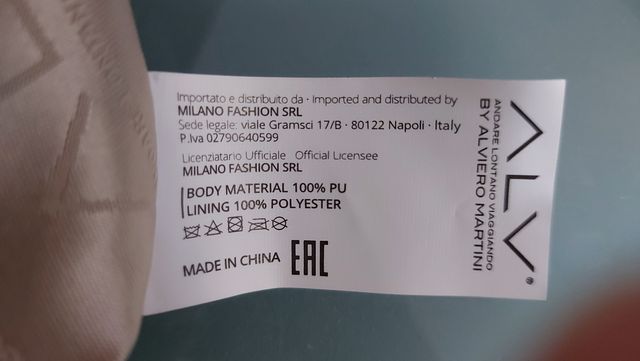 Importato e distribuito da · Imported and distributed by
MILANO FASHION SRL
Sede legale: viale Gramsci 17/B · 80122 Napoli · Italy
P.Iva 02790640599
Licenziatario Ufficiale Official Licensee
MILANO FASHION SRL
BODY MATERIAL 100% PU
LINING 100% POLYESTER
MADE IN CHINA EAC
ALV®
ANDARE LONTANO VIAGGIANDO
BY ALVIERO MARTINI